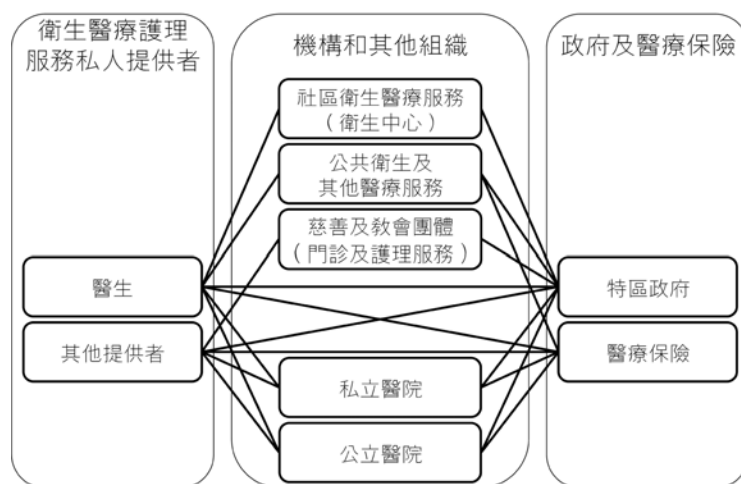 衛生醫療護理
服務私人提供者
機構和其他組織
政府及醫療保險
社區衛生醫療服務
（衛生中心）
公共衛生及
其他醫療服務
慈善及教會團體
（門診及護理服務）
醫生
特區政府
其他提供者
醫療保險
私立醫院
公立醫院